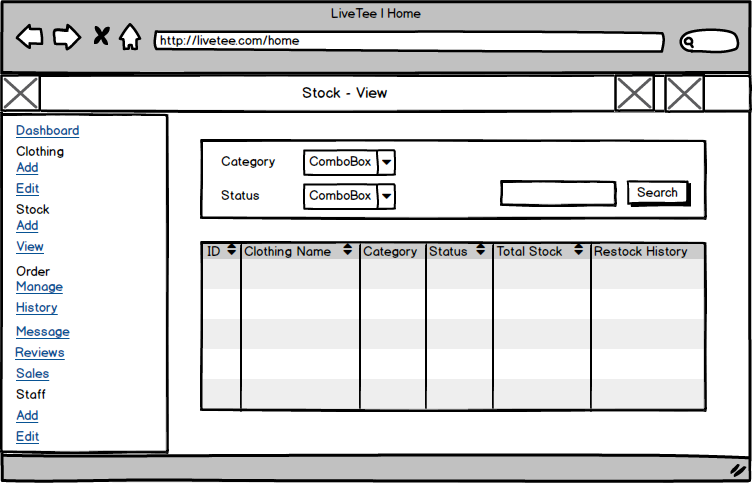 LiveTee | Home
http://livetee.com/home
Stock - View
Dashboard
Clothing
Add
Edit
Stock
Add
View
Order
Manage
History
Message
Reviews
Sales
Staff
Add
Edit
Category ComboBox
Status ComboBox Search
ID Clothing Name Category Status Total Stock Restock History